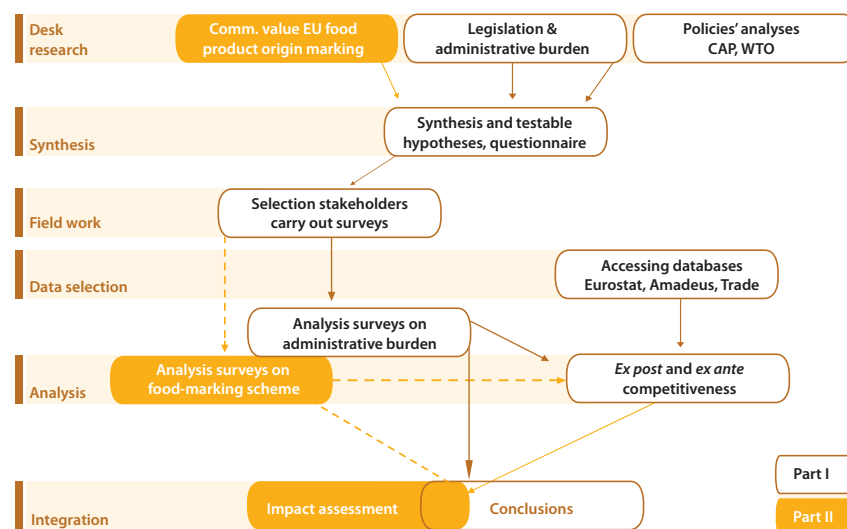 Desk
research
Comm. value EU food
product origin marking
Legislation &
administrative burden
Policies’ analyses
CAP, WTO
Synthesis
Synthesis and testable
hypotheses, questionnaire
Field work
Selection stakeholders
carry out surveys
Data selection
Accessing databases
Eurostat, Amadeus, Trade
Analysis surveys on
administrative burden
Analysis
Analysis surveys on
food-marking scheme
Ex post and ex ante
competitiveness
Integration
Impact assessment
Conclusions
Part I
Part II